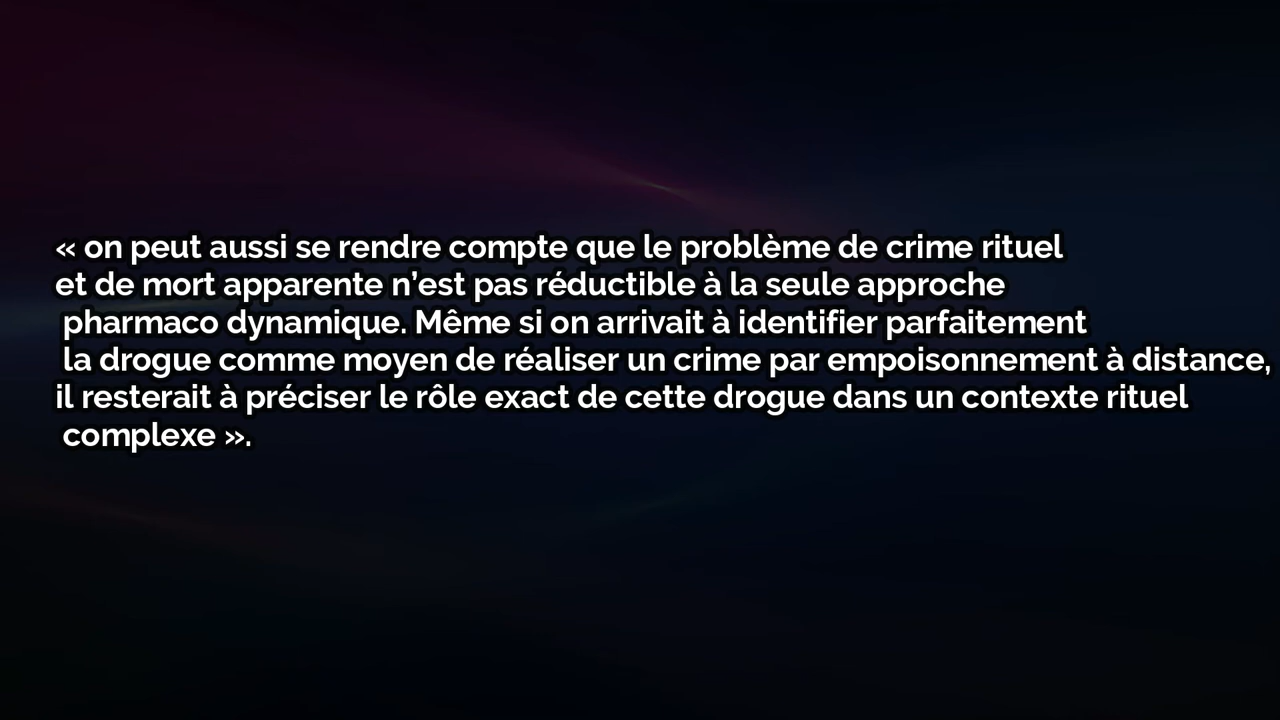 « on peut aussi se rendre compte que le problème de crime rituel
et de mort apparente n’est pas réductible à la seule approche
pharmaco dynamique. Même si on arrivait à identifier parfaitement
la drogue comme moyen de réaliser un crime par empoisonnement à distance,
il resterait à préciser le rôle exact de cette drogue dans un contexte rituel
complexe ».